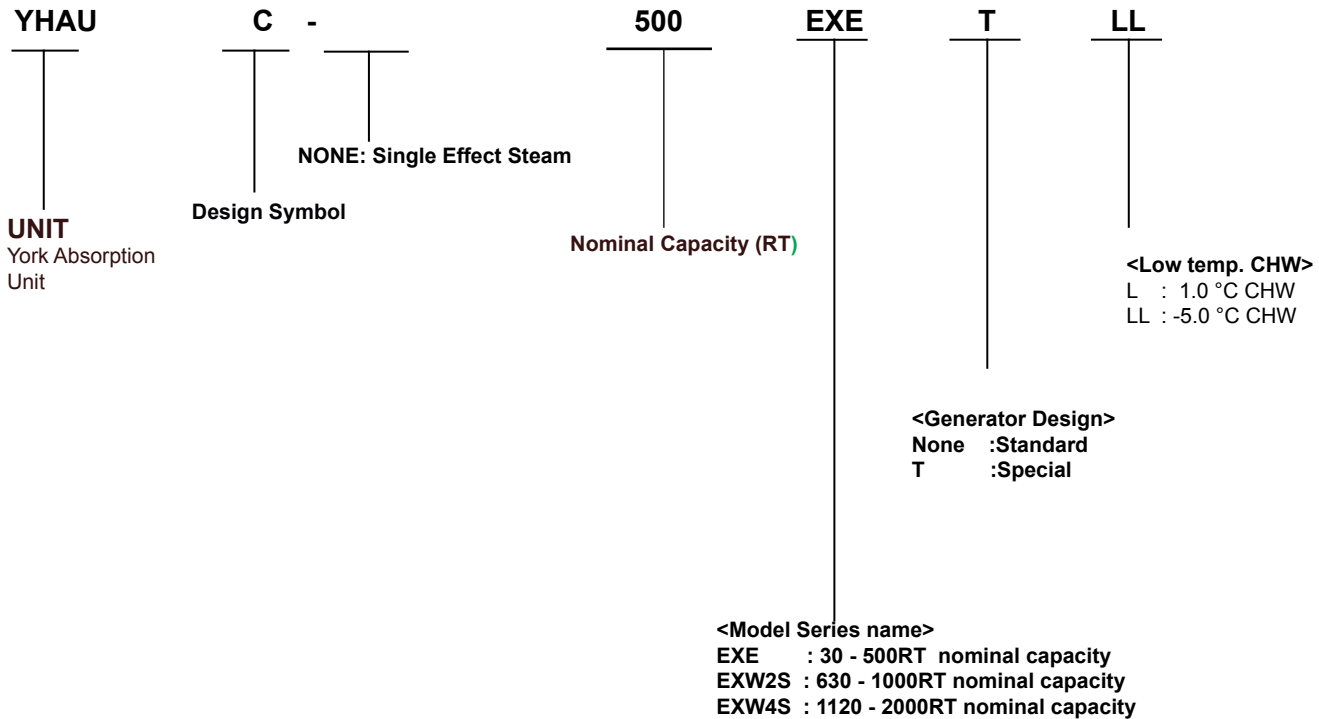 YHAU C - 500 EXE T LL
NONE: Single Effect Steam
Design Symbol
UNIT
York Absorption
Unit
Nominal Capacity (RT)
<Low temp. CHW>
L : 1.0 °C CHW
LL : -5.0 °C CHW
<Generator Design>
None :Standard
T :Special
<Model Series name>
EXE : 30 - 500RT nominal capacity
EXW2S : 630 - 1000RT nominal capacity
EXW4S : 1120 - 2000RT nominal capacity